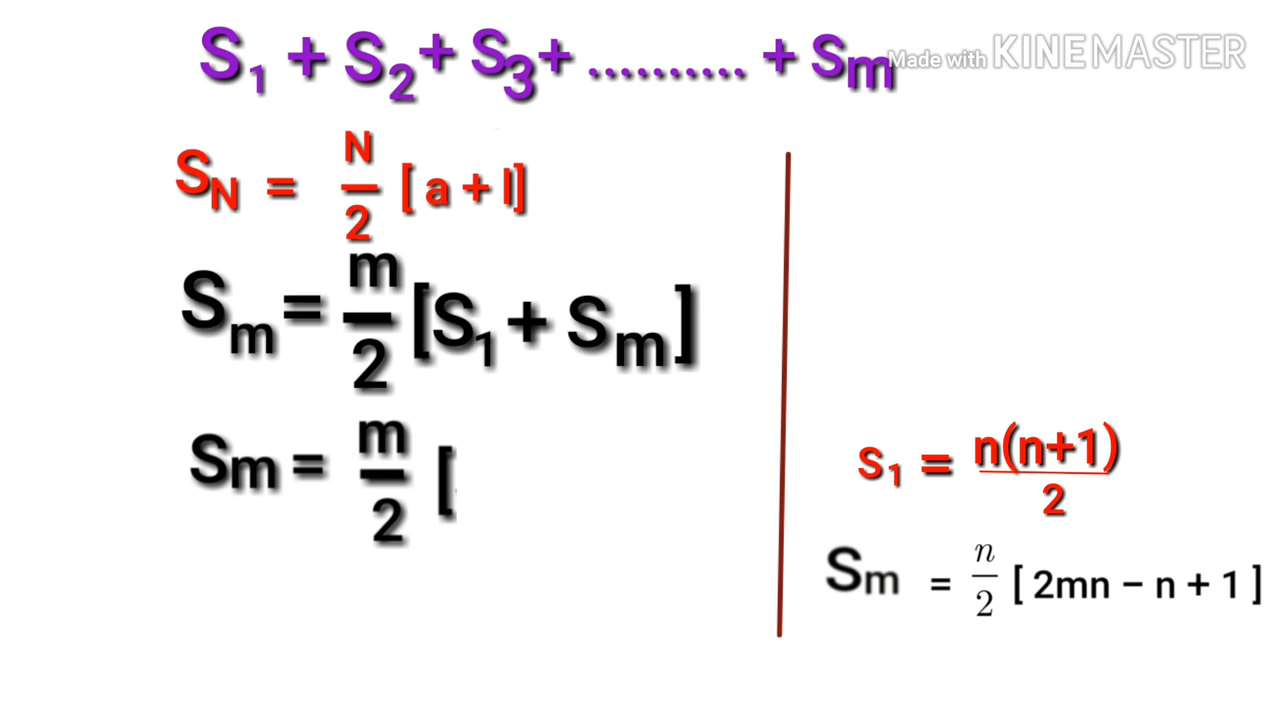 S₁ + S₂ + S₃ + .......... + Sₘ
Made with KINEMASTER
S_N = N/2 [ a + l]
Sₘ = m/2 [S₁ + Sₘ]
Sₘ = m/2 [
S₁ = n(n+1)/2
Sₘ = n/2 [ 2mn − n + 1 ]